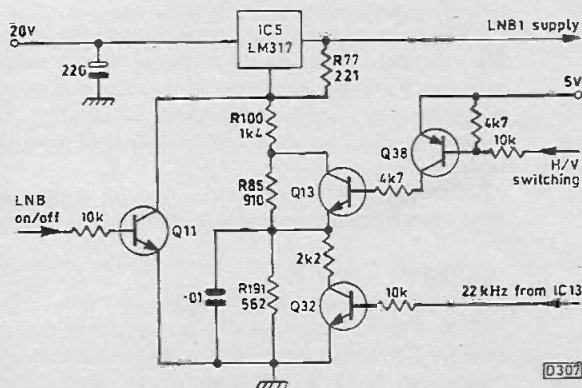 20V
IC5
LM317
LNB1 supply
220
R77
221
5V
R100
1k4
4k7
10k
Q38
H/V
switching
R85
910
Q13
4k7
LNB
on/off
10k
Q11
2k2
·01
R191
562
Q32
10k
22kHz from IC13
D307